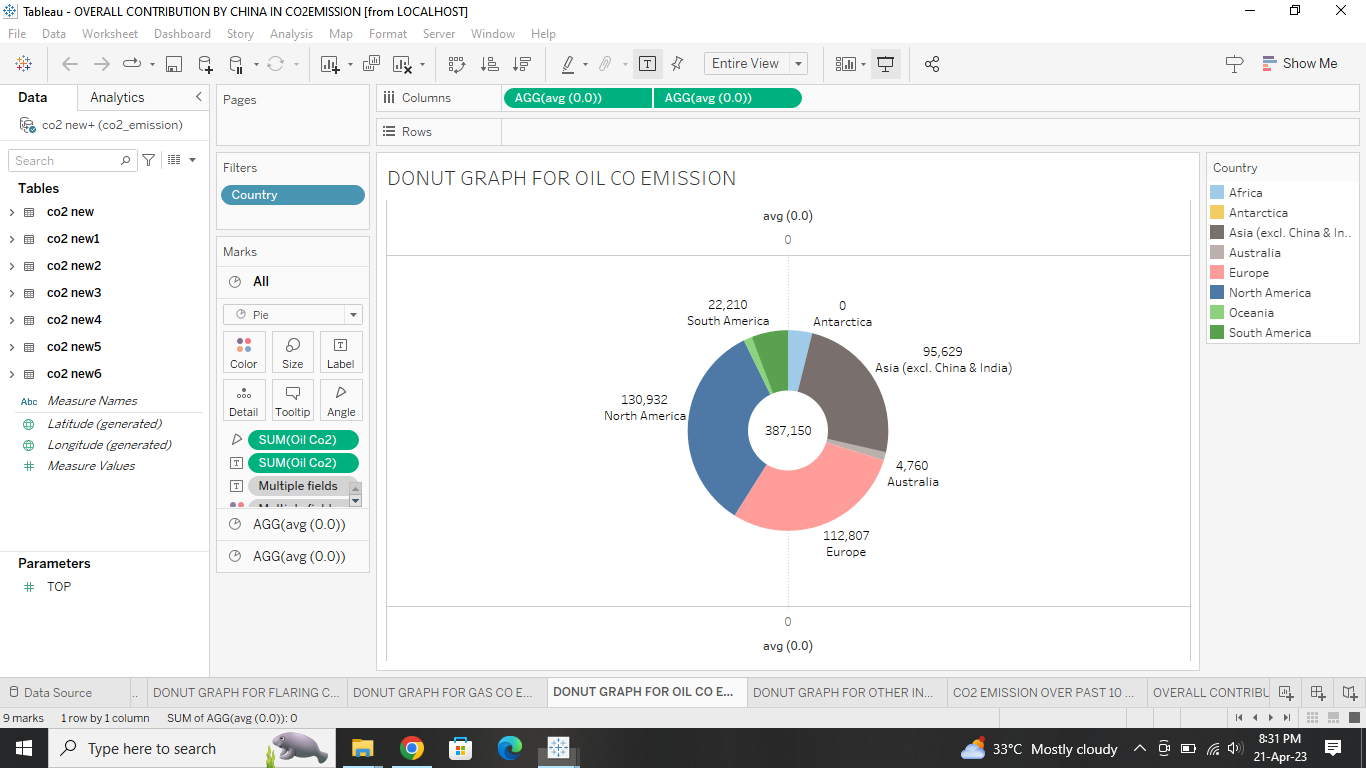 Tableau - OVERALL CONTRIBUTION BY CHINA IN CO2EMISSION [from LOCALHOST]
File Data Worksheet Dashboard Story Analysis Map Format Server Window Help
Entire View
Show Me
Data Analytics
co2 new+ (co2_emission)
Search
Tables
co2 new
co2 new1
co2 new2
co2 new3
co2 new4
co2 new5
co2 new6
Abc Measure Names
Latitude (generated)
Longitude (generated)
# Measure Values
Parameters
# TOP
Pages
Filters
Country
Marks
All
Pie
Color Size Label
Detail Tooltip Angle
SUM(Oil Co2)
SUM(Oil Co2)
Multiple fields
AGG(avg (0.0))
AGG(avg (0.0))
Columns AGG(avg (0.0)) AGG(avg (0.0))
Rows
DONUT GRAPH FOR OIL CO EMISSION
avg (0.0)
0
22,210
South America
0
Antarctica
95,629
Asia (excl. China & India)
130,932
North America
387,150
4,760
Australia
112,807
Europe
0
avg (0.0)
Country
Africa
Antarctica
Asia (excl. China & In..
Australia
Europe
North America
Oceania
South America
Data Source .. DONUT GRAPH FOR FLARING C... DONUT GRAPH FOR GAS CO E... DONUT GRAPH FOR OIL CO E... DONUT GRAPH FOR OTHER IN... CO2 EMISSION OVER PAST 10 ... OVERALL CONTRIBU
9 marks 1 row by 1 column SUM of AGG(avg (0.0)): 0
Type here to search
33°C Mostly cloudy
8:31 PM
21-Apr-23